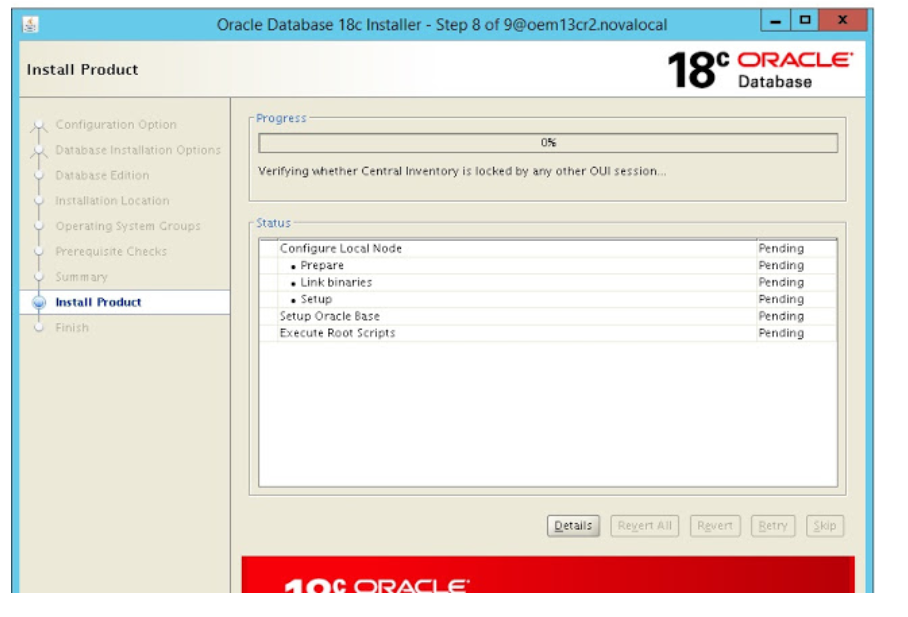 Oracle Database 18c Installer - Step 8 of 9@oem13cr2.novalocal
Install Product
18c ORACLE
Database
Configuration Option
Database Installation Options
Database Edition
Installation Location
Operating System Groups
Prerequisite Checks
Summary
Install Product
Finish
Progress
0%
Verifying whether Central Inventory is locked by any other OUI session...
Status
Configure Local Node Pending
• Prepare Pending
• Link binaries Pending
• Setup Pending
Setup Oracle Base Pending
Execute Root Scripts Pending
Details Revert All Revert Retry Skip
18c ORACLE